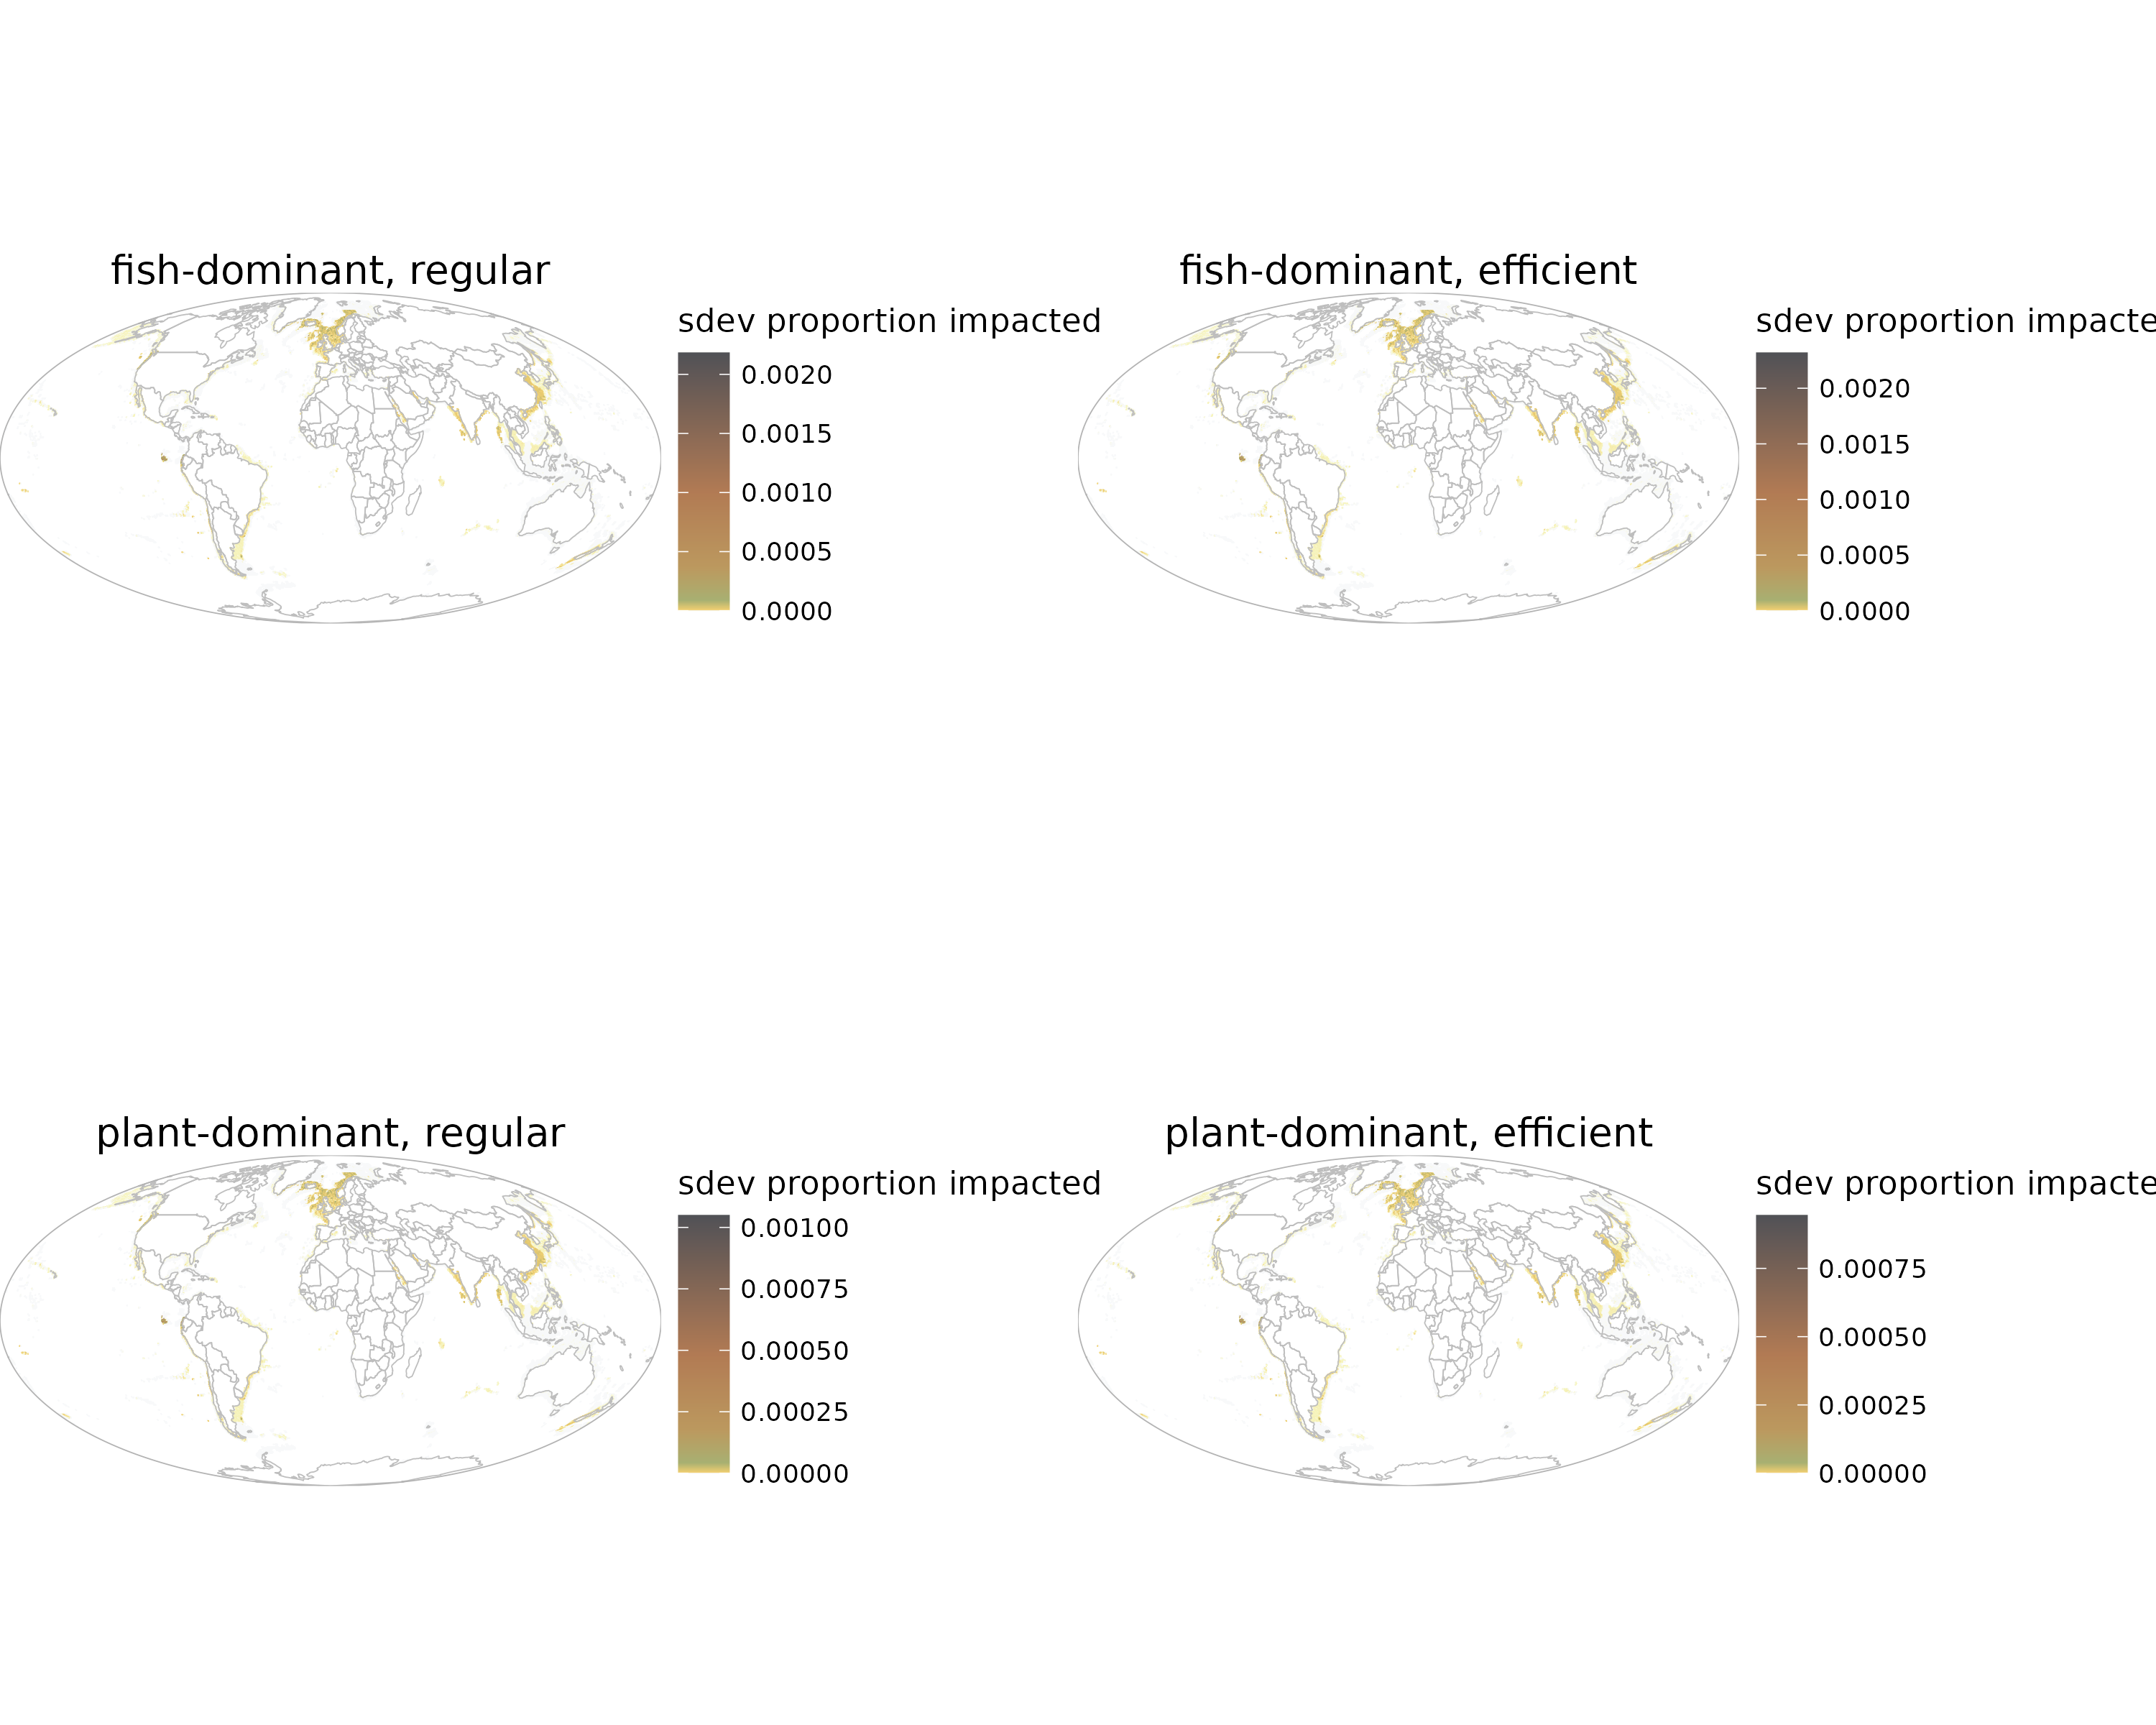 fish-dominant, regular
sdev proportion impacted
0.0020
0.0015
0.0010
0.0005
0.0000
fish-dominant, efficient
sdev proportion impacte
0.0020
0.0015
0.0010
0.0005
0.0000
plant-dominant, regular
sdev proportion impacted
0.00100
0.00075
0.00050
0.00025
0.00000
plant-dominant, efficient
sdev proportion impacte
0.00075
0.00050
0.00025
0.00000